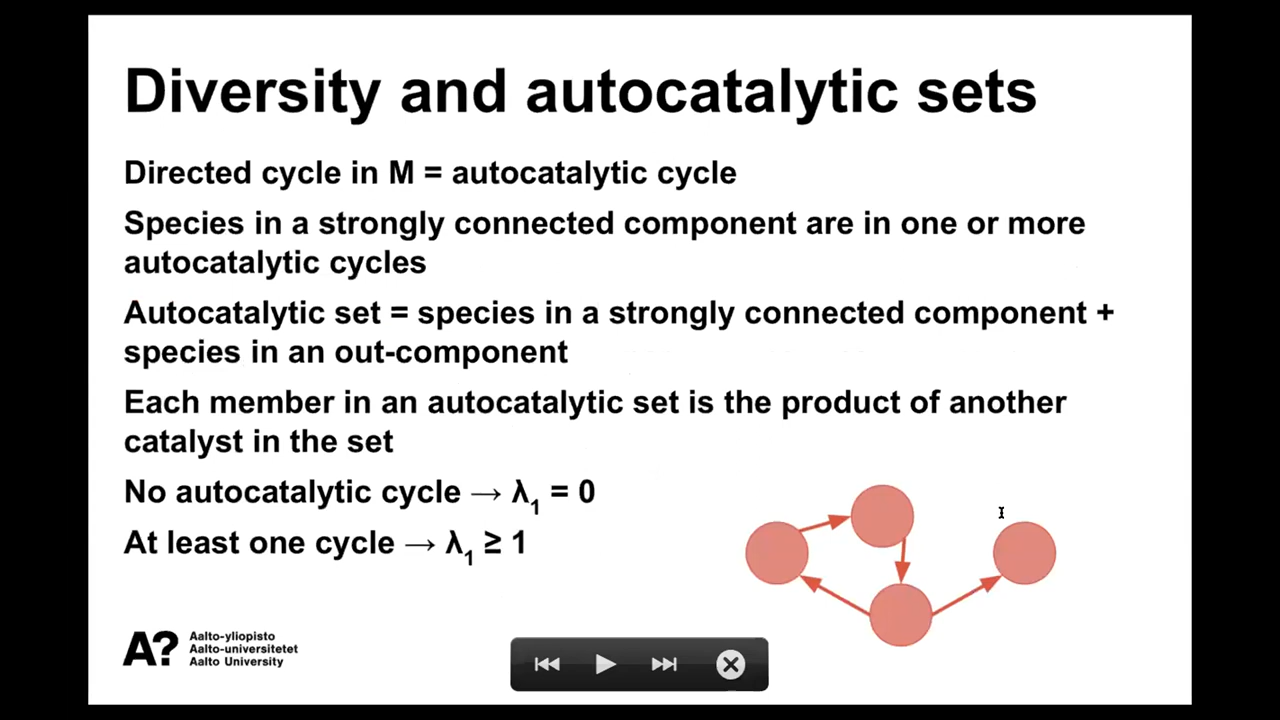 Diversity and autocatalytic sets
Directed cycle in M = autocatalytic cycle
Species in a strongly connected component are in one or more
autocatalytic cycles
Autocatalytic set = species in a strongly connected component +
species in an out-component
Each member in an autocatalytic set is the product of another
catalyst in the set
No autocatalytic cycle → λ₁ = 0
At least one cycle → λ₁ ≥ 1
A?
Aalto-yliopisto
Aalto-universitetet
Aalto University